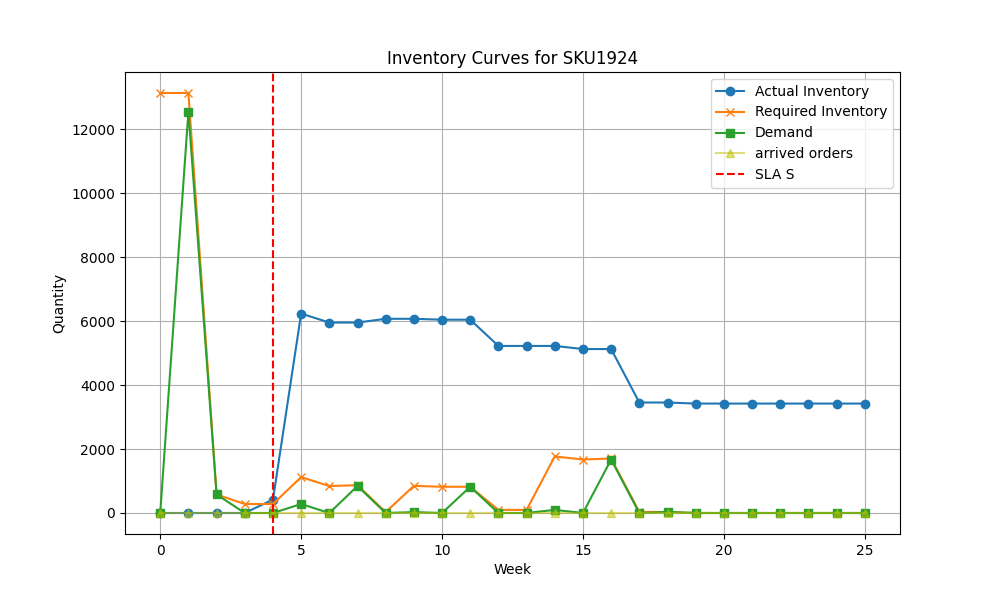 Inventory Curves for SKU1924
Actual Inventory
Required Inventory
Demand
arrived orders
SLA S
Quantity
12000
10000
8000
6000
4000
2000
0
0 5 10 15 20 25
Week